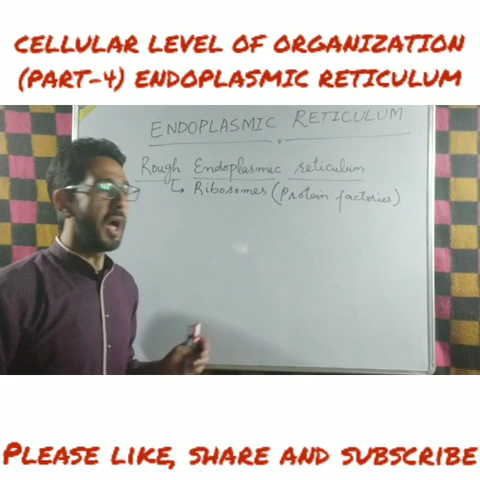 CELLULAR LEVEL OF ORGANIZATION
(PART-4) ENDOPLASMIC RETICULUM
ENDOPLASMIC RETICULUM
Rough Endoplasmic reticulum
↳ Ribosomes (Protein factories)
PLEASE LIKE, SHARE AND SUBSCRIBE